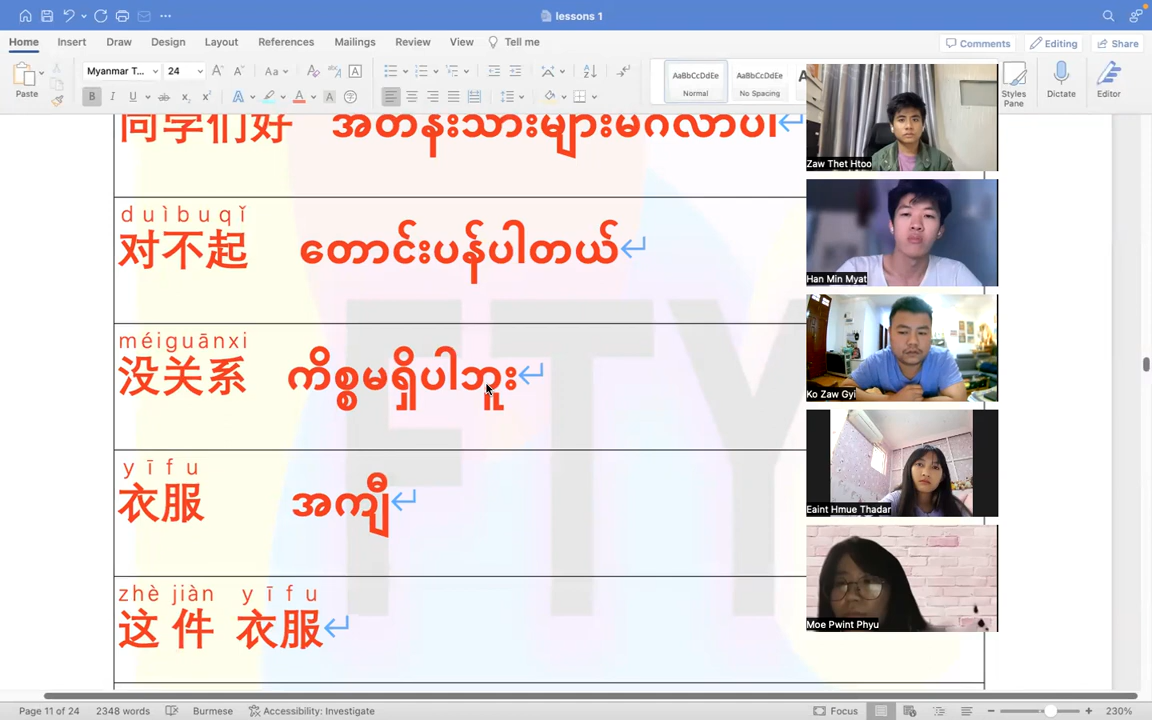 lessons 1
Home Insert Draw Design Layout References Mailings Review View Tell me Comments Editing Share
Paste Myanmar T... 24 AaBbCcDdEe Normal AaBbCcDdEe No Spacing Styles Pane Dictate Editor
同学们好 အတန်းသားများမင်္ဂလာပါ
duìbuqǐ
对不起 တောင်းပန်ပါတယ်
méiguānxi
没关系 ကိစ္စမရှိပါဘူး
yīfu
衣服 အင်္ကျီ
zhè jiàn yīfu
这件 衣服
FTY
Zaw Thet Htoo
Han Min Myat
Ko Zaw Gyi
Eaint Hmue Thadar
Moe Pwint Phyu
Page 11 of 24 2348 words Burmese Accessibility: Investigate Focus 230%